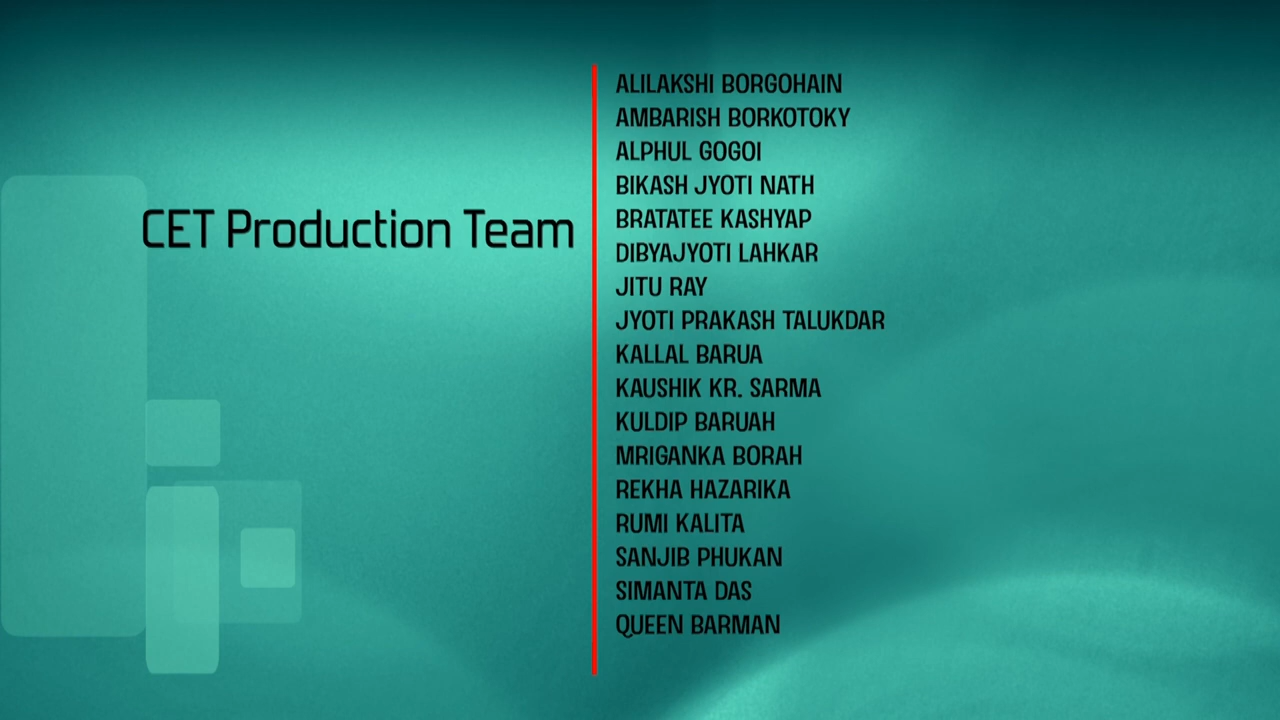 CET Production Team
ALILAKSHI BORGOHAIN
AMBARISH BORKOTOKY
ALPHUL GOGOI
BIKASH JYOTI NATH
BRATATEE KASHYAP
DIBYAJYOTI LAHKAR
JITU RAY
JYOTI PRAKASH TALUKDAR
KALLAL BARUA
KAUSHIK KR. SARMA
KULDIP BARUAH
MRIGANKA BORAH
REKHA HAZARIKA
RUMI KALITA
SANJIB PHUKAN
SIMANTA DAS
QUEEN BARMAN